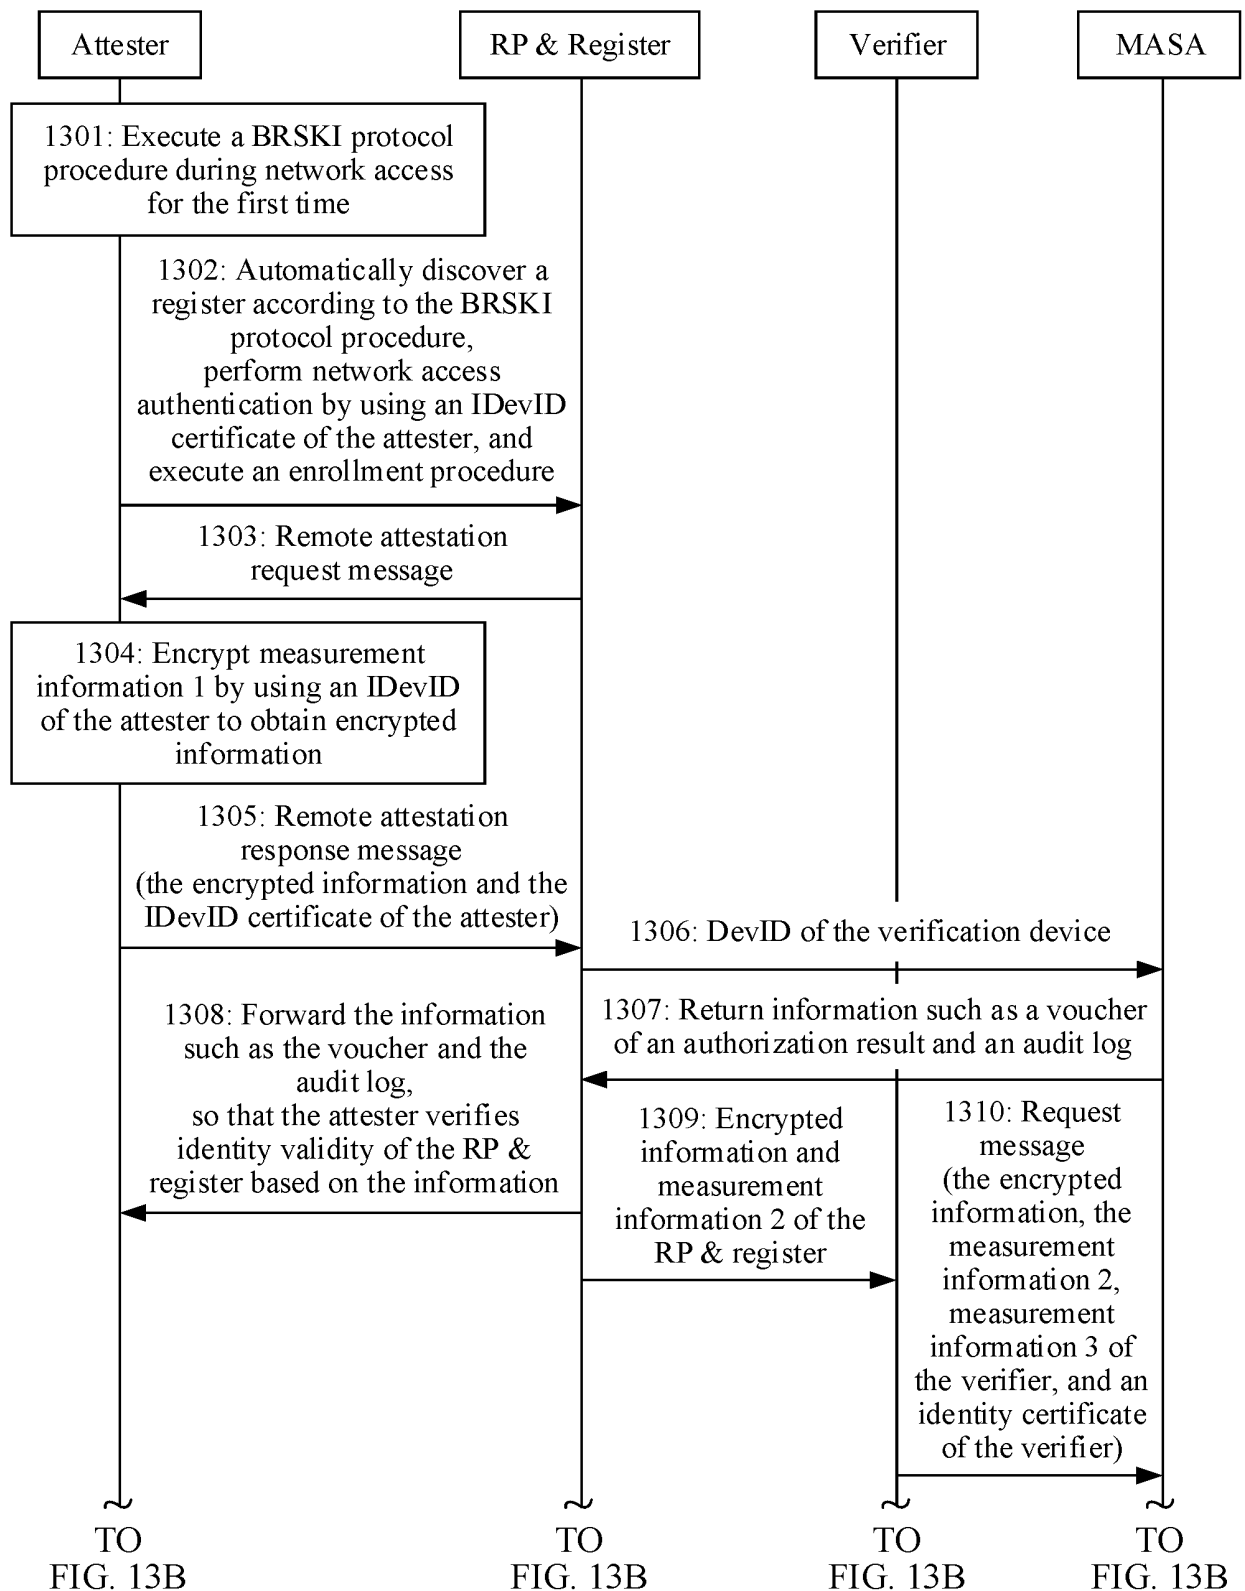 Attester
RP & Register
Verifier
MASA
1301: Execute a BRSKI protocol
procedure during network access
for the first time
1302: Automatically discover a
register according to the BRSKI
protocol procedure,
perform network access
authentication by using an IDevID
certificate of the attester, and
execute an enrollment procedure
1303: Remote attestation
request message
1304: Encrypt measurement
information 1 by using an IDevID
of the attester to obtain encrypted
information
1305: Remote attestation
response message
(the encrypted information and the
IDevID certificate of the attester)
1306: DevID of the verification device
1307: Return information such as a voucher
of an authorization result and an audit log
1308: Forward the information
such as the voucher and the
audit log,
so that the attester verifies
identity validity of the RP &
register based on the information
1309: Encrypted
information and
measurement
information 2 of the
RP & register
1310: Request
message
(the encrypted
information, the
measurement
information 2,
measurement
information 3 of
the verifier, and an
identity certificate
of the verifier)
TO
FIG. 13B
TO
FIG. 13B
TO
FIG. 13B
TO
FIG. 13B